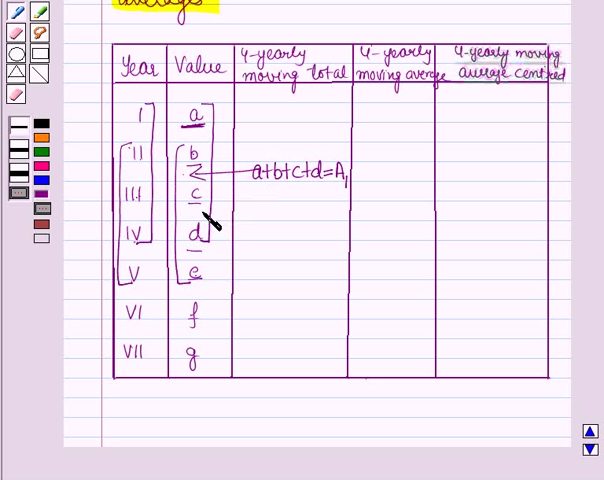 averages
Year Value 4-yearly moving total 4-yearly moving average 4-yearly moving average centred
I a
II b
a+b+c+d=A1
III c
IV d
V e
VI f
VII g